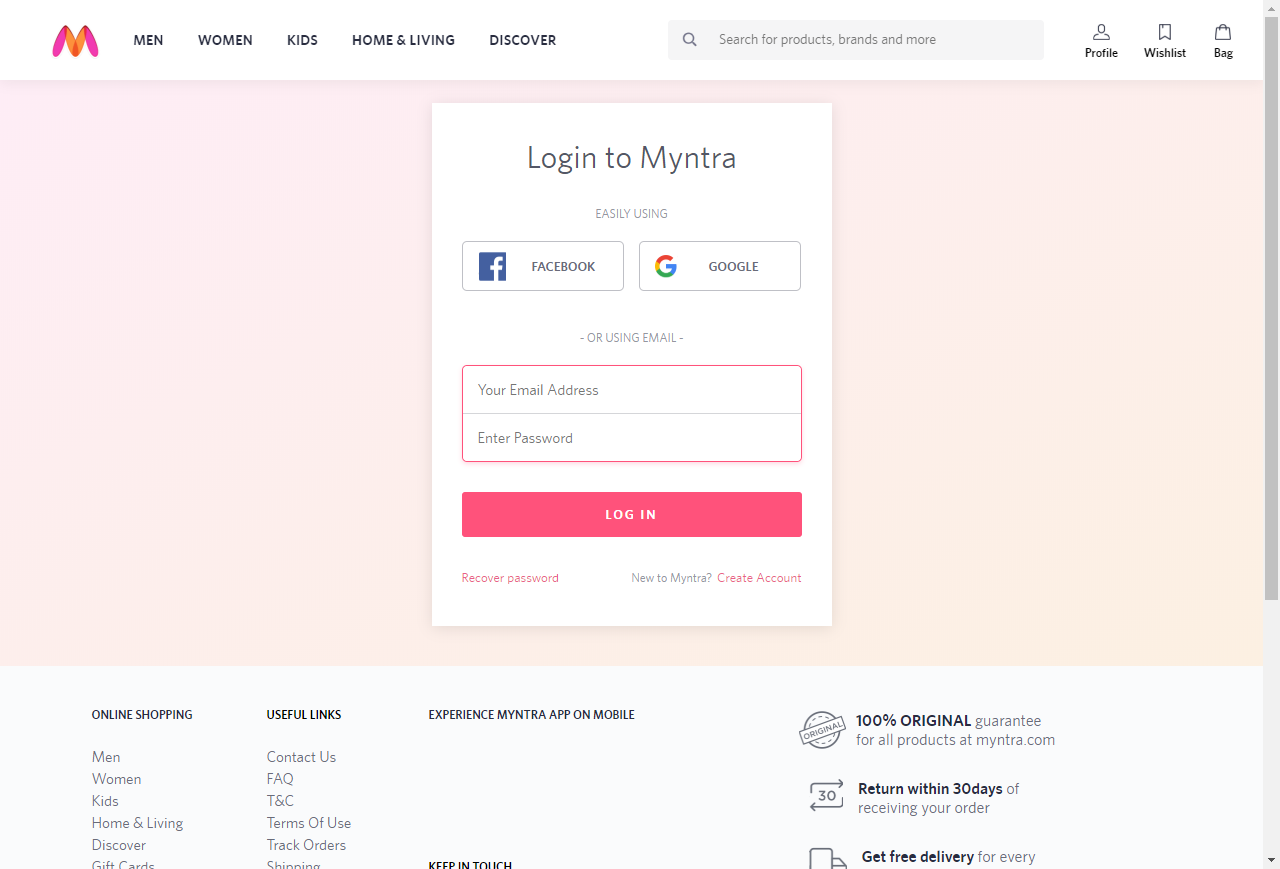 MEN WOMEN KIDS HOME & LIVING DISCOVER
Search for products, brands and more
Profile Wishlist Bag
Login to Myntra
EASILY USING
FACEBOOK GOOGLE
- OR USING EMAIL -
Your Email Address
Enter Password
LOG IN
Recover password New to Myntra? Create Account
ONLINE SHOPPING
Men
Women
Kids
Home & Living
Discover
Gift Cards
USEFUL LINKS
Contact Us
FAQ
T&C
Terms Of Use
Track Orders
Shipping
EXPERIENCE MYNTRA APP ON MOBILE
KEEP IN TOUCH
ORIGINAL
100% ORIGINAL guarantee
for all products at myntra.com
30
Return within 30days of
receiving your order
Get free delivery for every